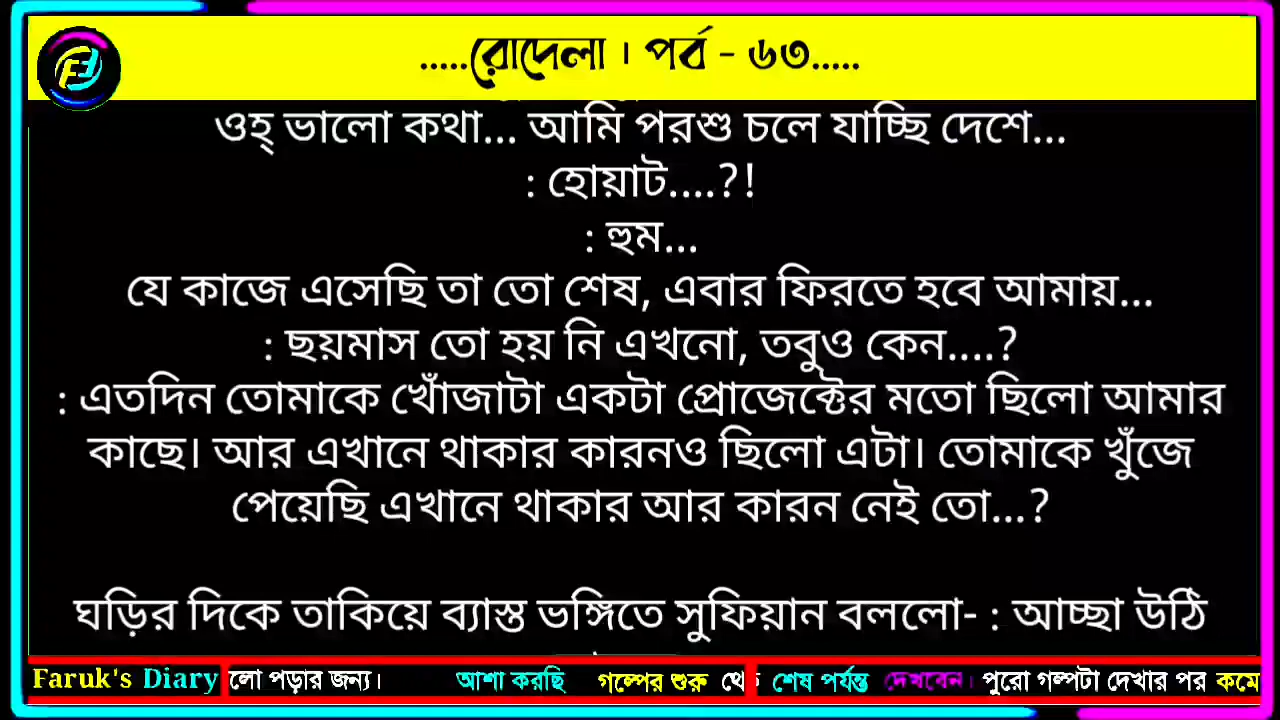 .....রোদেলা । পর্ব - ৬৩.....
ওহ্ ভালো কথা... আমি পরশু চলে যাচ্ছি দেশে...
: হোয়াট....?!
: হুম...
যে কাজে এসেছি তা তো শেষ, এবার ফিরতে হবে আমায়...
: ছয়মাস তো হয় নি এখনো, তবুও কেন....?
: এতদিন তোমাকে খোঁজাটা একটা প্রোজেক্টের মতো ছিলো আমার
কাছে। আর এখানে থাকার কারনও ছিলো এটা। তোমাকে খুঁজে
পেয়েছি এখানে থাকার আর কারন নেই তো...?
ঘড়ির দিকে তাকিয়ে ব্যাস্ত ভঙ্গিতে সুফিয়ান বললো- : আচ্ছা উঠি
Faruk's Diary লো পড়ার জন্য। আশা করছি গল্পের শুরু শেষ পর্যন্ত দেখবেন। পুরো গল্পটা দেখার পর কমে